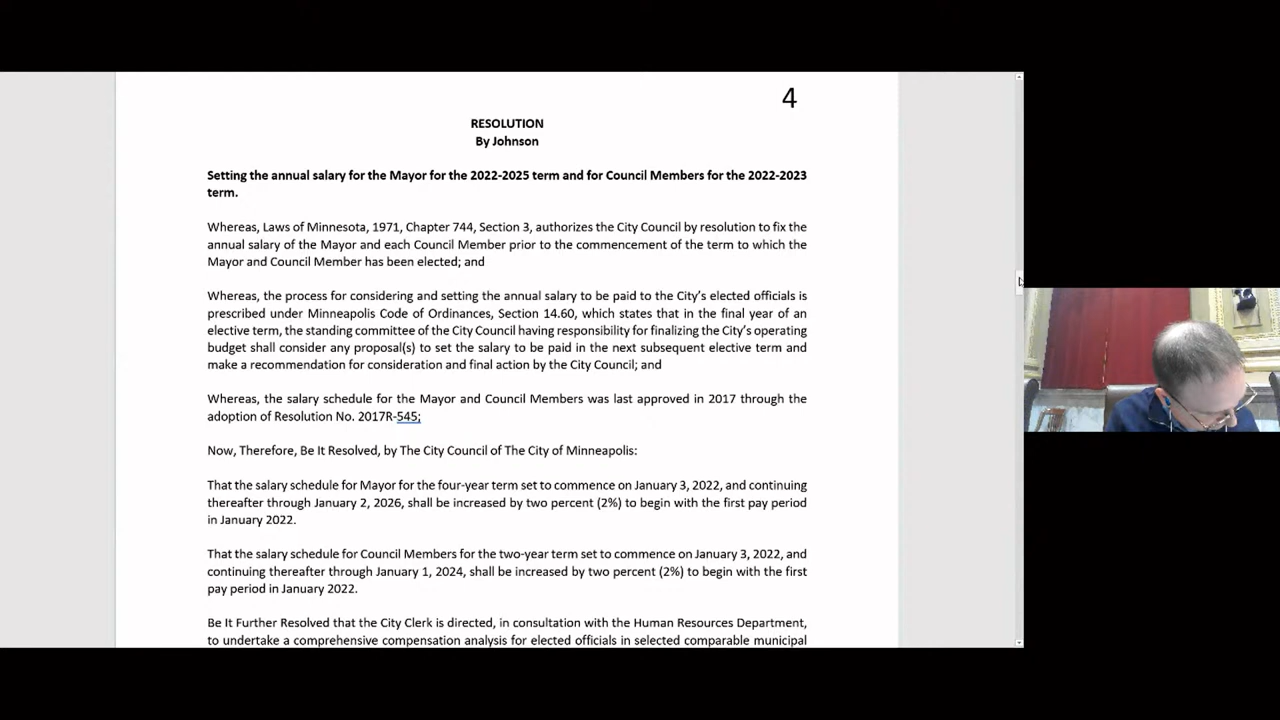 4
RESOLUTION
By Johnson
Setting the annual salary for the Mayor for the 2022-2025 term and for Council Members for the 2022-2023
term.
Whereas, Laws of Minnesota, 1971, Chapter 744, Section 3, authorizes the City Council by resolution to fix the
annual salary of the Mayor and each Council Member prior to the commencement of the term to which the
Mayor and Council Member has been elected; and
Whereas, the process for considering and setting the annual salary to be paid to the City's elected officials is
prescribed under Minneapolis Code of Ordinances, Section 14.60, which states that in the final year of an
elective term, the standing committee of the City Council having responsibility for finalizing the City's operating
budget shall consider any proposal(s) to set the salary to be paid in the next subsequent elective term and
make a recommendation for consideration and final action by the City Council; and
Whereas, the salary schedule for the Mayor and Council Members was last approved in 2017 through the
adoption of Resolution No. 2017R-545;
Now, Therefore, Be It Resolved, by The City Council of The City of Minneapolis:
That the salary schedule for Mayor for the four-year term set to commence on January 3, 2022, and continuing
thereafter through January 2, 2026, shall be increased by two percent (2%) to begin with the first pay period
in January 2022.
That the salary schedule for Council Members for the two-year term set to commence on January 3, 2022, and
continuing thereafter through January 1, 2024, shall be increased by two percent (2%) to begin with the first
pay period in January 2022.
Be It Further Resolved that the City Clerk is directed, in consultation with the Human Resources Department,
to undertake a comprehensive compensation analysis for elected officials in selected comparable municipal